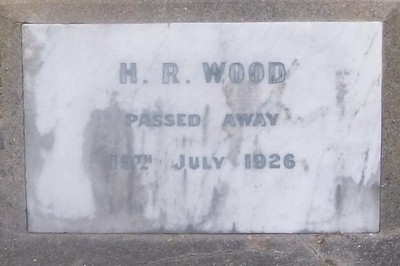 H. R. WOOD
PASSED AWAY
19TH JULY 1926